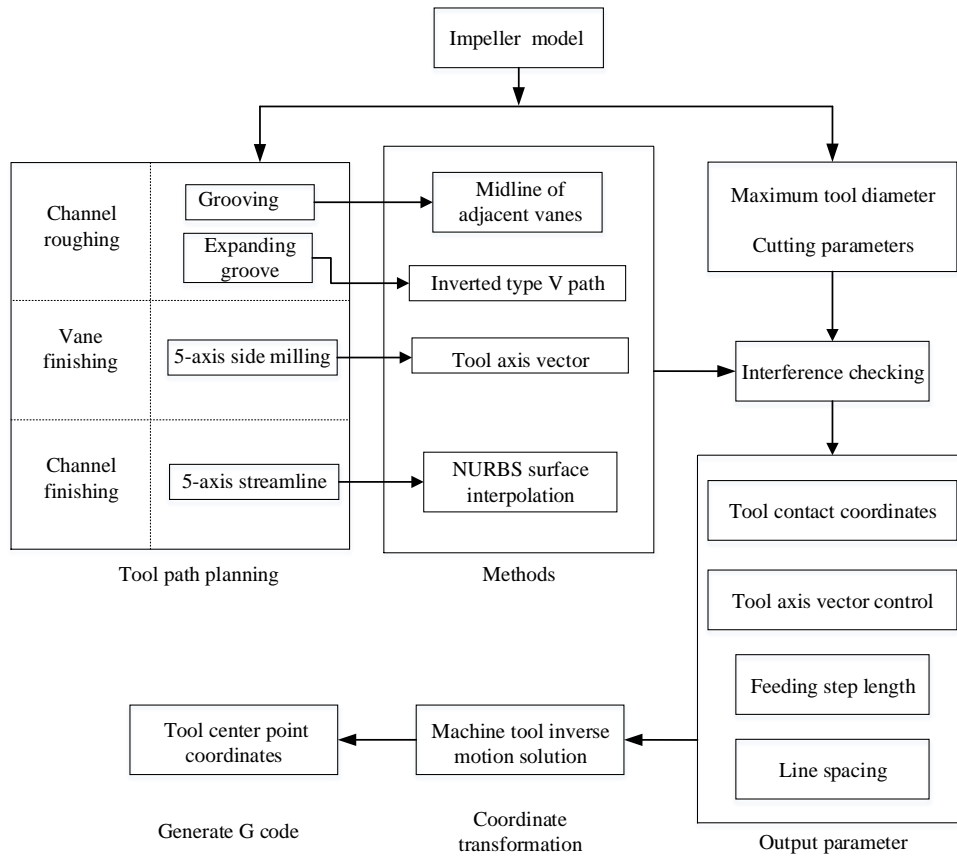 Impeller model
Channel
roughing
Grooving
Expanding
groove
Midline of
adjacent vanes
Inverted type V path
Maximum tool diameter
Cutting parameters
Vane
finishing
5-axis side milling
Tool axis vector
Interference checking
Channel
finishing
5-axis streamline
NURBS surface
interpolation
Tool path planning
Methods
Tool contact coordinates
Tool axis vector control
Feeding step length
Line spacing
Output parameter
Machine tool inverse
motion solution
Coordinate
transformation
Tool center point
coordinates
Generate G code